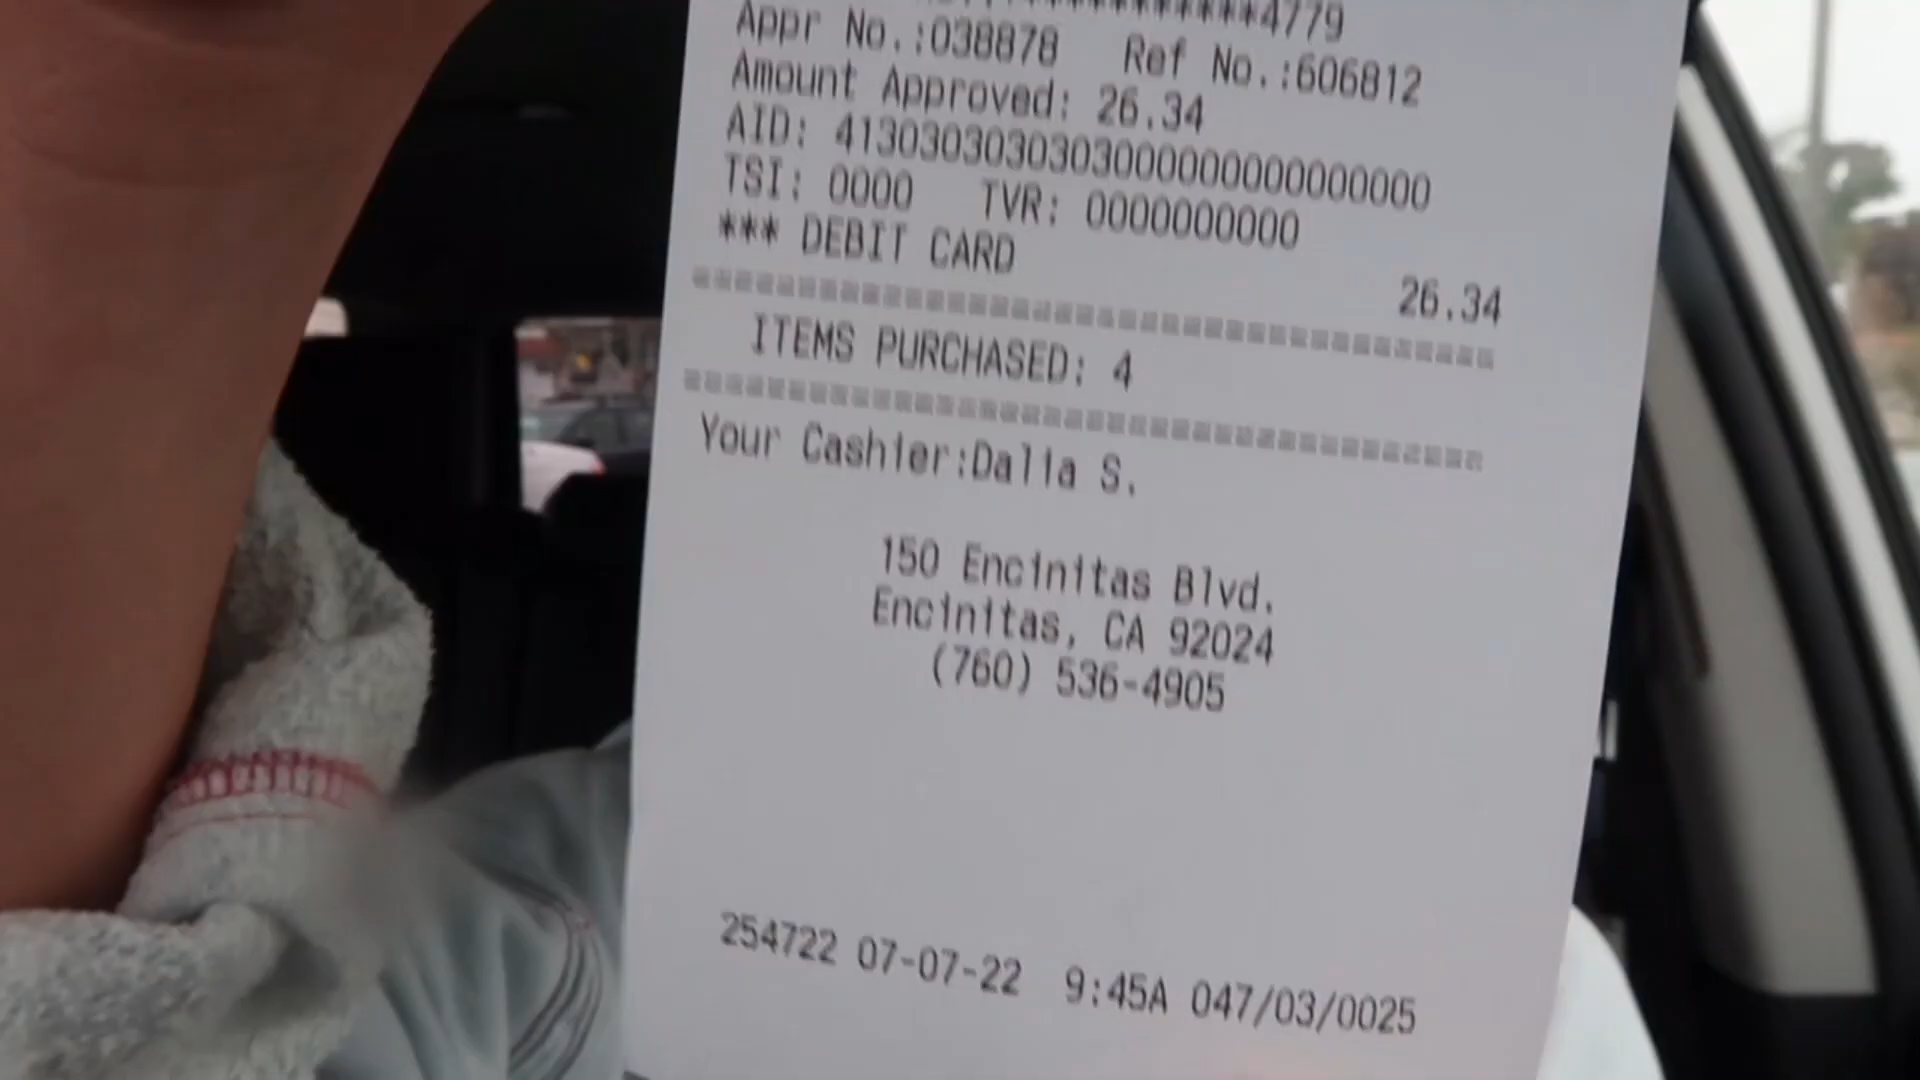 ************4779
Appr No.:038878 Ref No.:606812
Amount Approved: 26.34
AID: 4130303030303000000000000000
TSI: 0000 TVR: 0000000000
*** DEBIT CARD 26.34
ITEMS PURCHASED: 4
Your Cashier:Dalia S.
150 Encinitas Blvd.
Encinitas, CA 92024
(760) 536-4905
254722 07-07-22 9:45A 047/03/0025